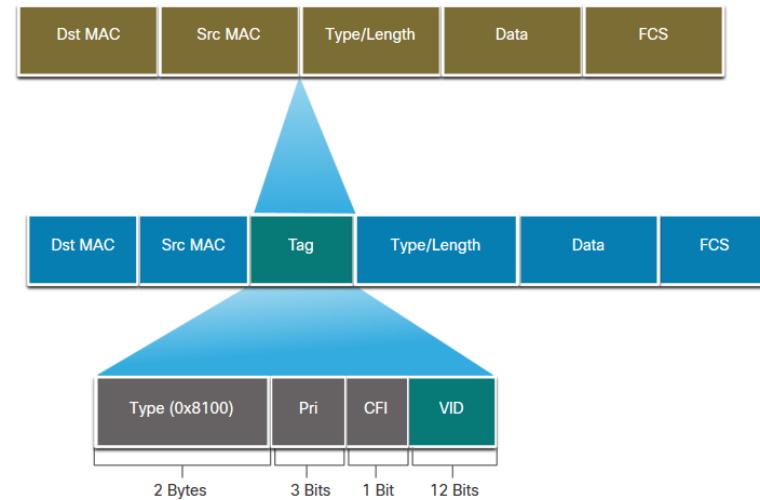 Dst MAC Src MAC Type/Length Data FCS
Dst MAC Src MAC Tag Type/Length Data FCS
Type (0x8100) Pri CFI VID
2 Bytes 3 Bits 1 Bit 12 Bits